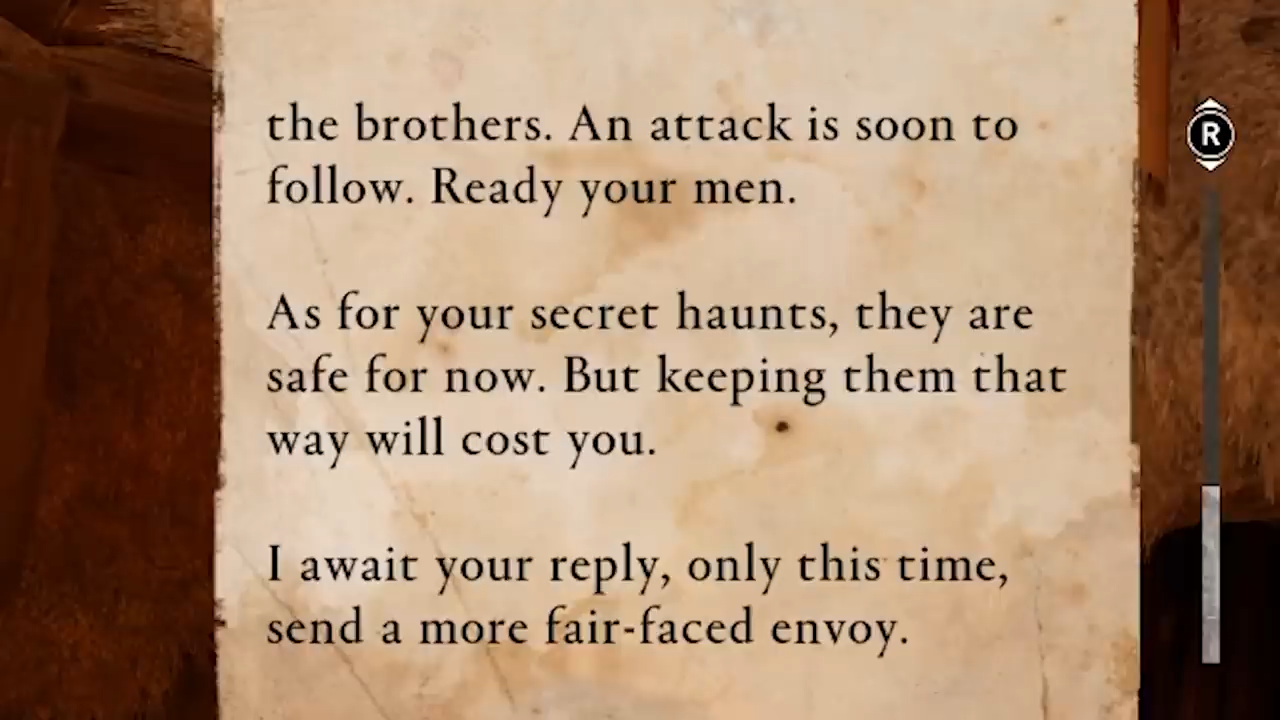 the brothers. An attack is soon to
follow. Ready your men.
As for your secret haunts, they are
safe for now. But keeping them that
way will cost you.
I await your reply, only this time,
send a more fair-faced envoy.
R